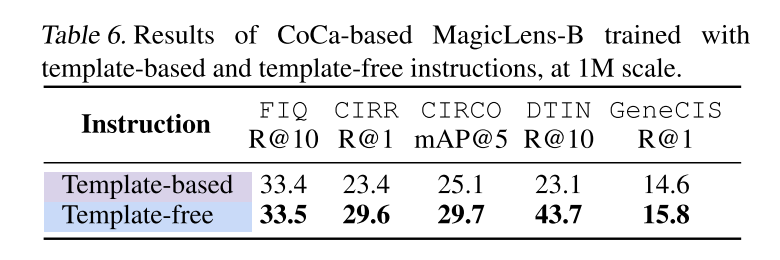 Table 6. Results of CoCa-based MagicLens-B trained with
template-based and template-free instructions, at 1M scale.
Instruction FIQ CIRR CIRCO DTIN GeneCIS
R@10 R@1 mAP@5 R@10 R@1
Template-based 33.4 23.4 25.1 23.1 14.6
Template-free 33.5 29.6 29.7 43.7 15.8